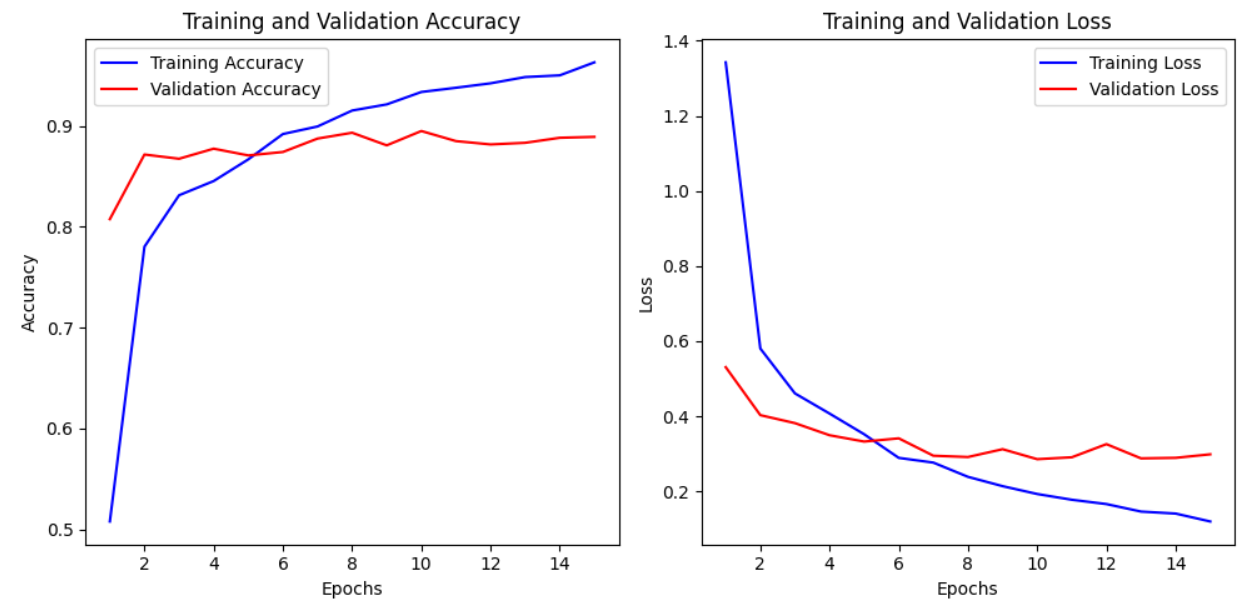 Training and Validation Accuracy
Training Accuracy
Validation Accuracy
0.9
0.8
0.7
0.6
0.5
Accuracy
2 4 6 8 10 12 14
Epochs
Training and Validation Loss
Training Loss
Validation Loss
1.4
1.2
1.0
0.8
0.6
0.4
0.2
Loss
2 4 6 8 10 12 14
Epochs